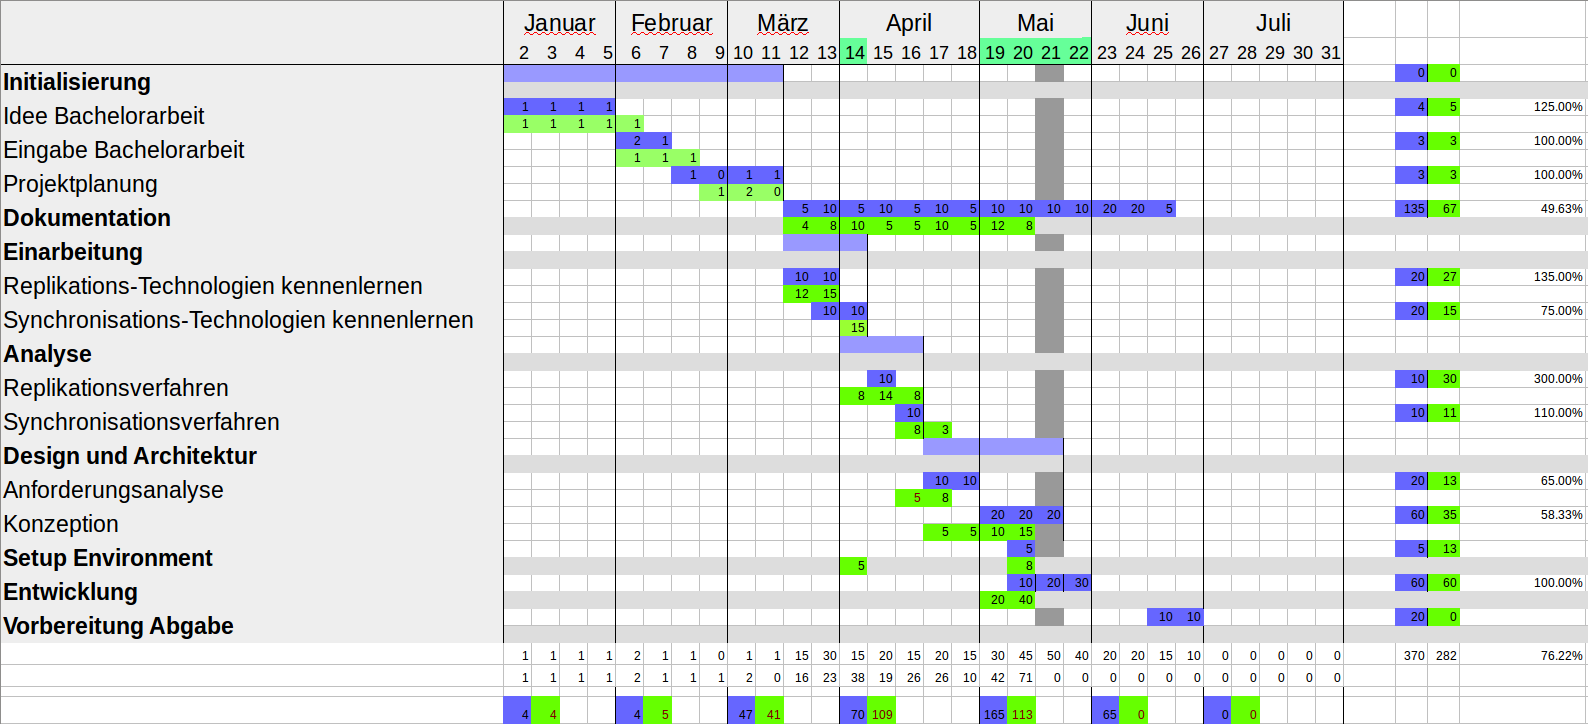 Januar Februar März April Mai Juni Juli
2 3 4 5 6 7 8 9 10 11 12 13 14 15 16 17 18 19 20 21 22 23 24 25 26 27 28 29 30 31
Initialisierung 0 0
Idee Bachelorarbeit 1 1 1 1 4 5 125.00%
1 1 1 1 1
Eingabe Bachelorarbeit 2 1 3 3 100.00%
1 1 1
Projektplanung 1 0 1 1 3 3 100.00%
1 2 0
Dokumentation 5 10 5 10 5 10 5 10 10 10 10 20 20 5 135 67 49.63%
4 8 10 5 5 10 5 12 8
Einarbeitung
Replikations-Technologien kennenlernen 10 10 20 27 135.00%
12 15
Synchronisations-Technologien kennenlernen 10 10 20 15 75.00%
15
Analyse
Replikationsverfahren 10 10 30 300.00%
8 14 8
Synchronisationsverfahren 10 10 11 110.00%
8 3
Design und Architektur
Anforderungsanalyse 10 10 20 13 65.00%
5 8
Konzeption 20 20 20 60 35 58.33%
5 5 10 15
Setup Environment 5 5 13
5 8
Entwicklung 10 20 30 60 60 100.00%
20 40
Vorbereitung Abgabe 10 10 20 0
1 1 1 1 2 1 1 0 1 1 15 30 15 20 15 20 15 30 45 50 40 20 20 15 10 0 0 0 0 0 370 282 76.22%
1 1 1 1 2 1 1 1 2 0 16 23 38 19 26 26 10 42 71 0 0 0 0 0 0 0 0 0 0 0
4 4 4 5 47 41 70 109 165 113 65 0 0 0